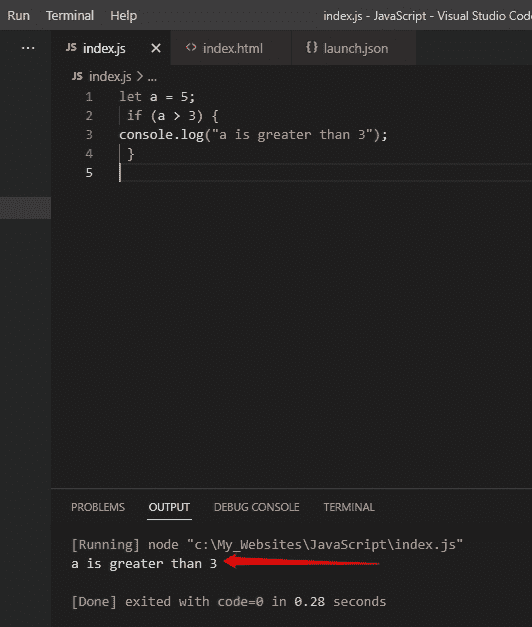 Run Terminal Help index.js - JavaScript - Visual Studio Code
... JS index.js × <> index.html {} launch.json
JS index.js > ...
1 let a = 5;
2 if (a > 3) {
3 console.log("a is greater than 3");
4 }
5
PROBLEMS OUTPUT DEBUG CONSOLE TERMINAL
[Running] node "c:\My_Websites\JavaScript\index.js"
a is greater than 3
[Done] exited with code=0 in 0.28 seconds